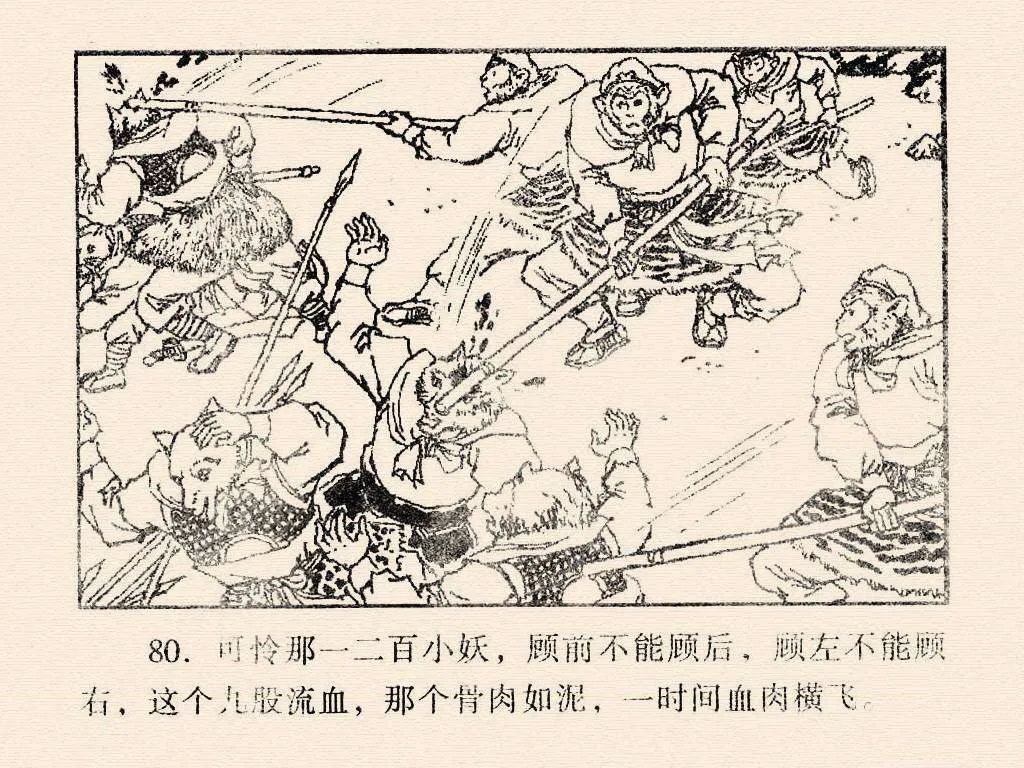 80. 可怜那一二百小妖，顾前不能顾后，顾左不能顾
右，这个九股流血，那个骨肉如泥，一时间血肉横飞。